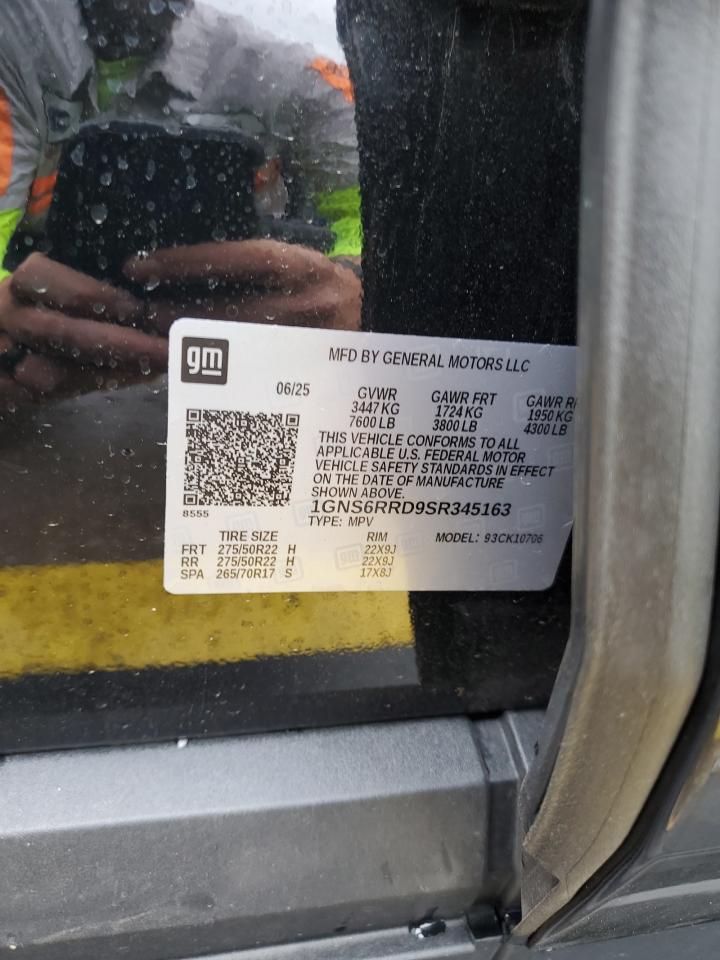 gm
MFD BY GENERAL MOTORS LLC
06/25
GVWR GAWR FRT GAWR R
3447 KG 1724 KG 1950 KG
7600 LB 3800 LB 4300 LB
THIS VEHICLE CONFORMS TO ALL
APPLICABLE U.S. FEDERAL MOTOR
VEHICLE SAFETY STANDARDS IN EFFECT
ON THE DATE OF MANUFACTURE
SHOWN ABOVE.
8555
1GNS6RRD9SR345163
TYPE: MPV
TIRE SIZE RIM MODEL: 93CK10706
FRT 275/50R22 H 22X9J
RR 275/50R22 H 22X9J
SPA 265/70R17 S 17X8J